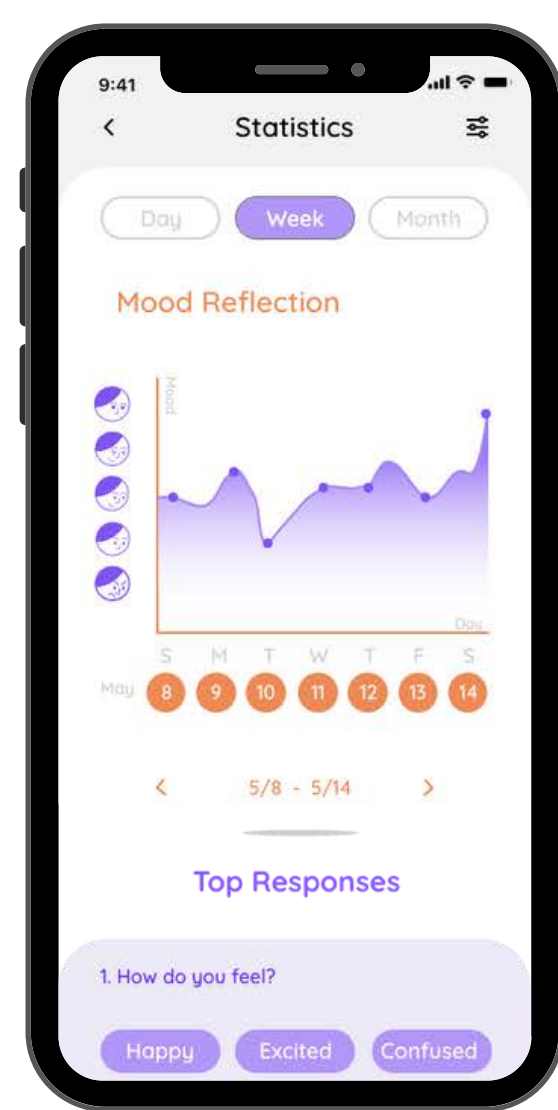 9:41
Statistics
Day Week Month
Mood Reflection
Mood
Day
S M T W T F S
May 8 9 10 11 12 13 14
5/8 - 5/14
Top Responses
1. How do you feel?
Happy Excited Confused